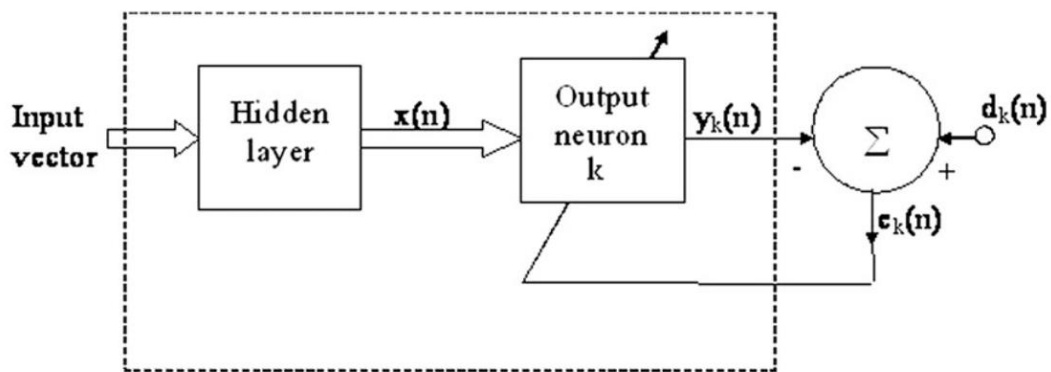 Input
vector
Hidden
layer
x(n)
Output
neuron
k
yₖ(n)
-
Σ
+
dₖ(n)
eₖ(n)